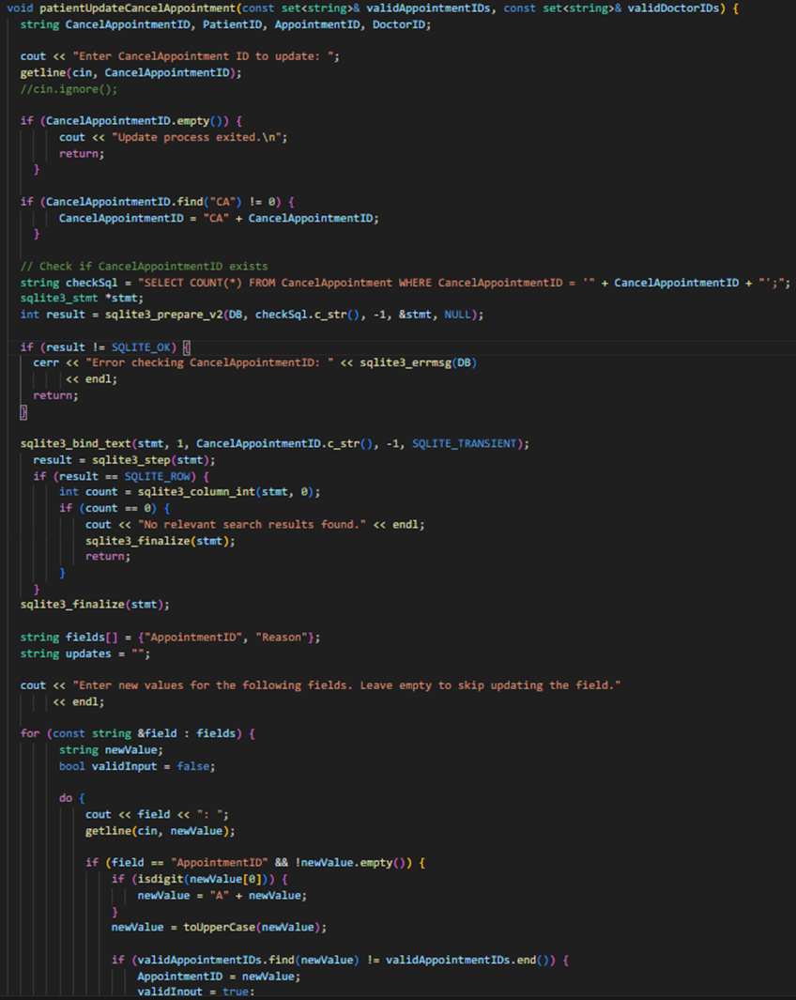 void patientUpdateCancelAppointment(const set<string>& validAppointmentIDs, const set<string>& validDoctorIDs) {
string CancelAppointmentID, PatientID, AppointmentID, DoctorID;
cout << "Enter CancelAppointment ID to update: ";
getline(cin, CancelAppointmentID);
//cin.ignore();
if (CancelAppointmentID.empty()) {
cout << "Update process exited.\n";
return;
}
if (CancelAppointmentID.find("CA") != 0) {
CancelAppointmentID = "CA" + CancelAppointmentID;
}
// Check if CancelAppointmentID exists
string checkSql = "SELECT COUNT(*) FROM CancelAppointment WHERE CancelAppointmentID = '" + CancelAppointmentID + "';";
sqlite3_stmt *stmt;
int result = sqlite3_prepare_v2(DB, checkSql.c_str(), -1, &stmt, NULL);
if (result != SQLITE_OK) {
cerr << "Error checking CancelAppointmentID: " << sqlite3_errmsg(DB)
<< endl;
return;
}
sqlite3_bind_text(stmt, 1, CancelAppointmentID.c_str(), -1, SQLITE_TRANSIENT);
result = sqlite3_step(stmt);
if (result == SQLITE_ROW) {
int count = sqlite3_column_int(stmt, 0);
if (count == 0) {
cout << "No relevant search results found." << endl;
sqlite3_finalize(stmt);
return;
}
}
sqlite3_finalize(stmt);
string fields[] = {"AppointmentID", "Reason"};
string updates = "";
cout << "Enter new values for the following fields. Leave empty to skip updating the field."
<< endl;
for (const string &field : fields) {
string newValue;
bool validInput = false;
do {
cout << field << ": ";
getline(cin, newValue);
if (field == "AppointmentID" && !newValue.empty()) {
if (isdigit(newValue[0])) {
newValue = "A" + newValue;
}
newValue = toUpperCase(newValue);
if (validAppointmentIDs.find(newValue) != validAppointmentIDs.end()) {
AppointmentID = newValue;
validInput = true;